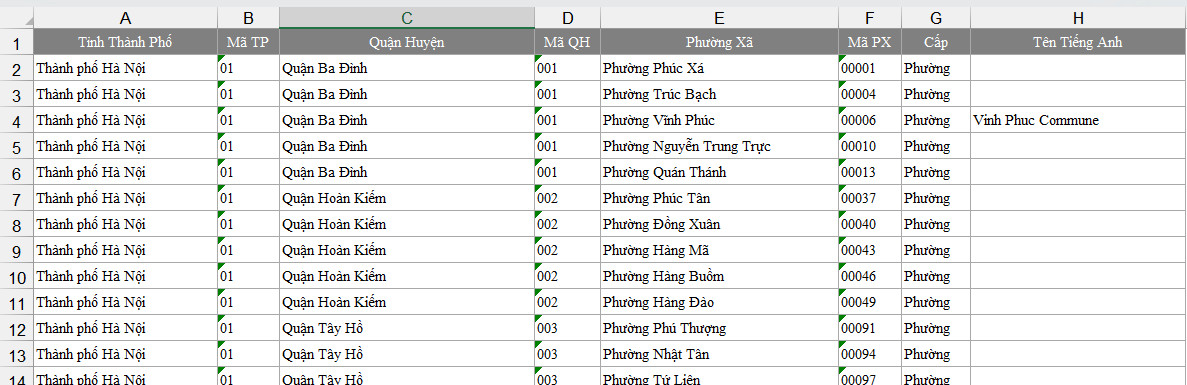 A B C D E F G H
1 Tỉnh Thành Phố Mã TP Quận Huyện Mã QH Phường Xã Mã PX Cấp Tên Tiếng Anh
2 Thành phố Hà Nội 01 Quận Ba Đình 001 Phường Phúc Xá 00001 Phường
3 Thành phố Hà Nội 01 Quận Ba Đình 001 Phường Trúc Bạch 00004 Phường
4 Thành phố Hà Nội 01 Quận Ba Đình 001 Phường Vĩnh Phúc 00006 Phường Vinh Phuc Commune
5 Thành phố Hà Nội 01 Quận Ba Đình 001 Phường Nguyễn Trung Trực 00010 Phường
6 Thành phố Hà Nội 01 Quận Ba Đình 001 Phường Quán Thánh 00013 Phường
7 Thành phố Hà Nội 01 Quận Hoàn Kiếm 002 Phường Phúc Tân 00037 Phường
8 Thành phố Hà Nội 01 Quận Hoàn Kiếm 002 Phường Đồng Xuân 00040 Phường
9 Thành phố Hà Nội 01 Quận Hoàn Kiếm 002 Phường Hàng Mã 00043 Phường
10 Thành phố Hà Nội 01 Quận Hoàn Kiếm 002 Phường Hàng Buồm 00046 Phường
11 Thành phố Hà Nội 01 Quận Hoàn Kiếm 002 Phường Hàng Đào 00049 Phường
12 Thành phố Hà Nội 01 Quận Tây Hồ 003 Phường Phú Thượng 00091 Phường
13 Thành phố Hà Nội 01 Quận Tây Hồ 003 Phường Nhật Tân 00094 Phường
14 Thành phố Hà Nội 01 Quận Tây Hồ 003 Phường Tứ Liên 00097 Phường